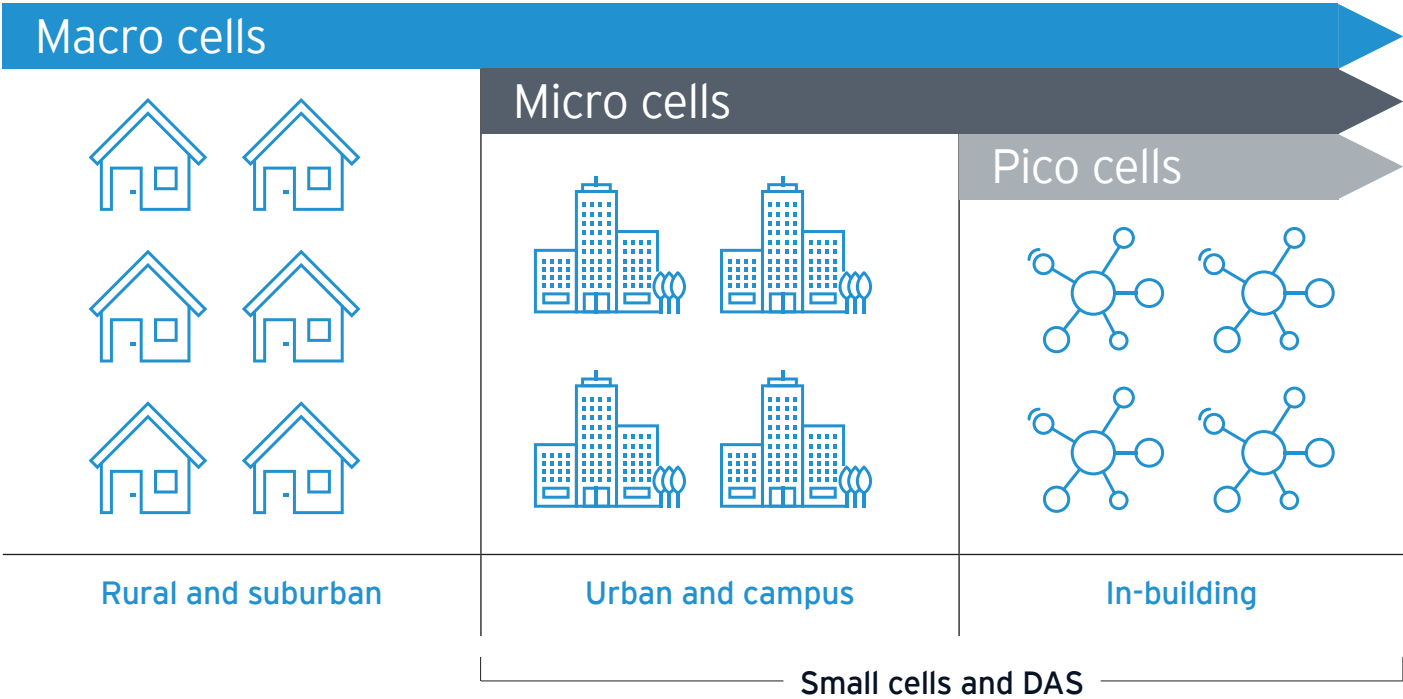 Macro cells
Micro cells
Pico cells
Rural and suburban
Urban and campus
In-building
Small cells and DAS